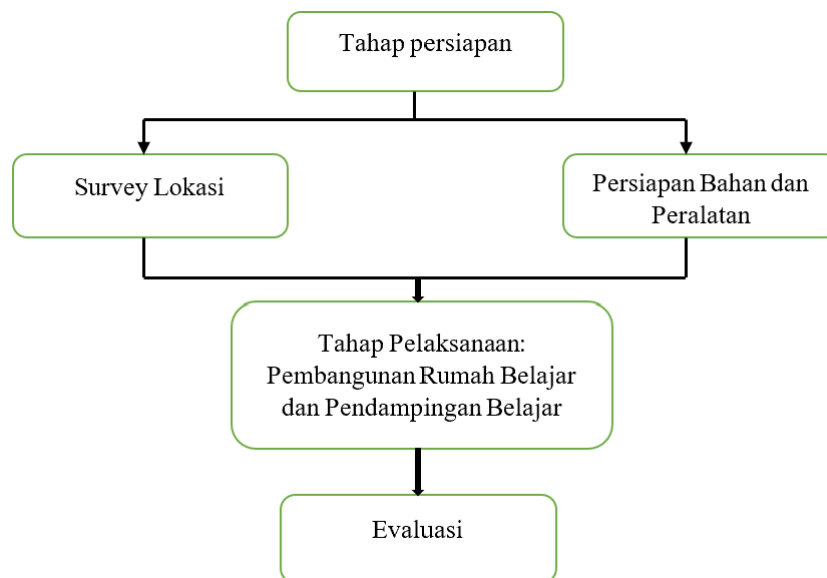 Tahap persiapan
Survey Lokasi
Persiapan Bahan dan
Peralatan
Tahap Pelaksanaan:
Pembangunan Rumah Belajar
dan Pendampingan Belajar
Evaluasi